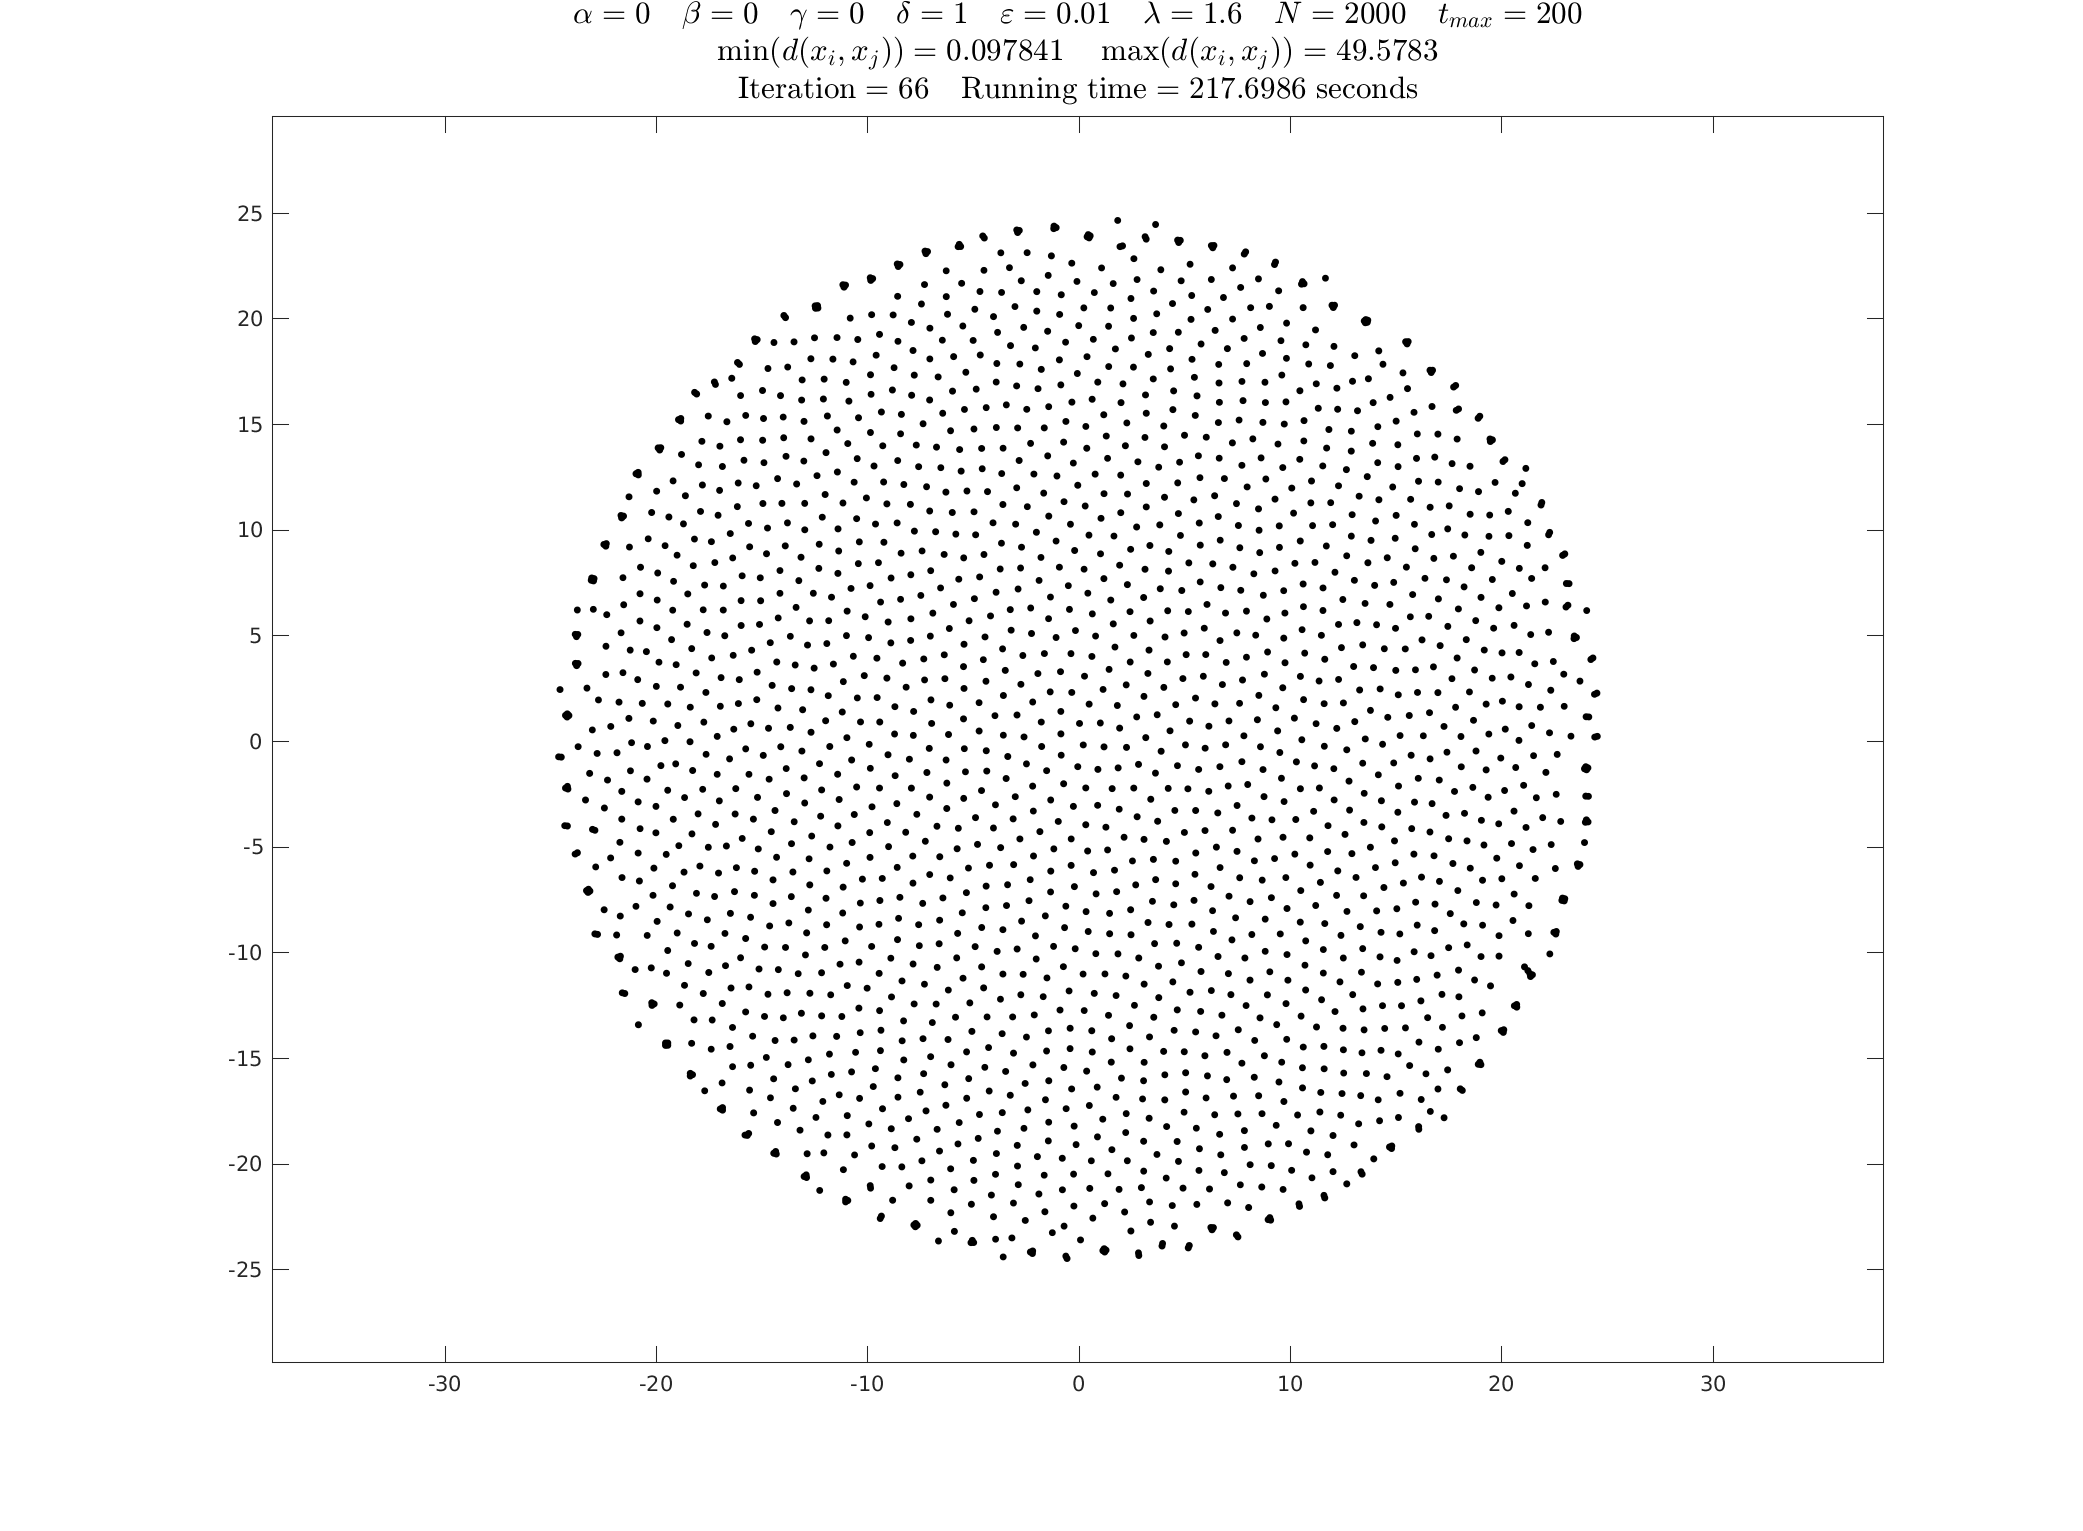 α = 0 β = 0 γ = 0 δ = 1 ε = 0.01 λ = 1.6 N = 2000 t_max = 200
min(d(x_i, x_j)) = 0.097841 max(d(x_i, x_j)) = 49.5783
Iteration = 66 Running time = 217.6986 seconds
25
20
15
10
5
0
-5
-10
-15
-20
-25
-30 -20 -10 0 10 20 30